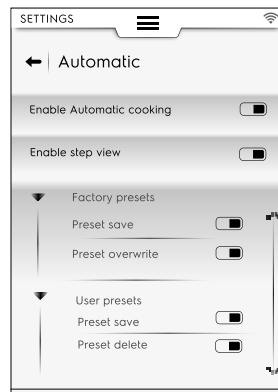 SETTINGS
Automatic
Enable Automatic cooking
Enable step view
Factory presets
Preset save
Preset overwrite
User presets
Preset save
Preset delete